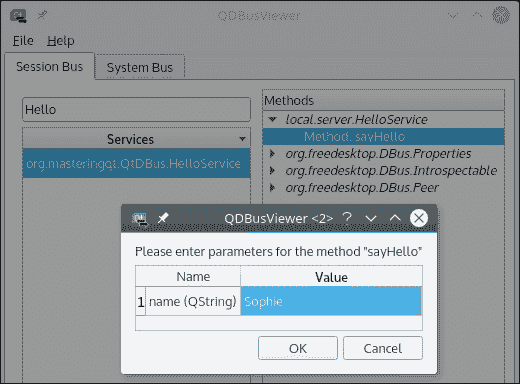 QDBusViewer
File Help
Session Bus System Bus
Hello
Services
org.masteringqt.QtDBus.HelloService
Methods
local.server.HelloService
Method: sayHello
org.freedesktop.DBus.Properties
org.freedesktop.DBus.Introspectable
org.freedesktop.DBus.Peer
QDBusViewer <2>
Please enter parameters for the method "sayHello"
Name Value
1 name (QString) Sophie
OK Cancel